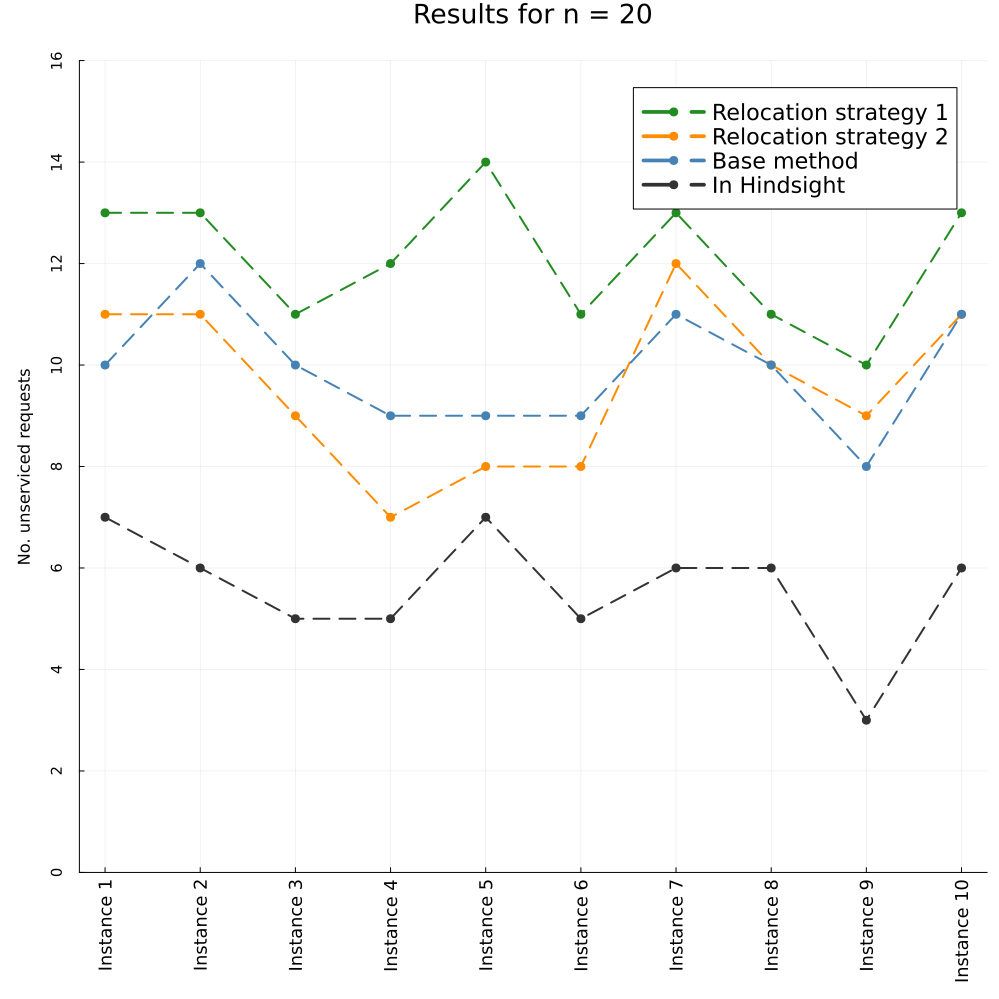 Results for n = 20
Relocation strategy 1
Relocation strategy 2
Base method
In Hindsight
No. unserviced requests
16
14
12
10
8
6
4
2
0
Instance 1
Instance 2
Instance 3
Instance 4
Instance 5
Instance 6
Instance 7
Instance 8
Instance 9
Instance 10